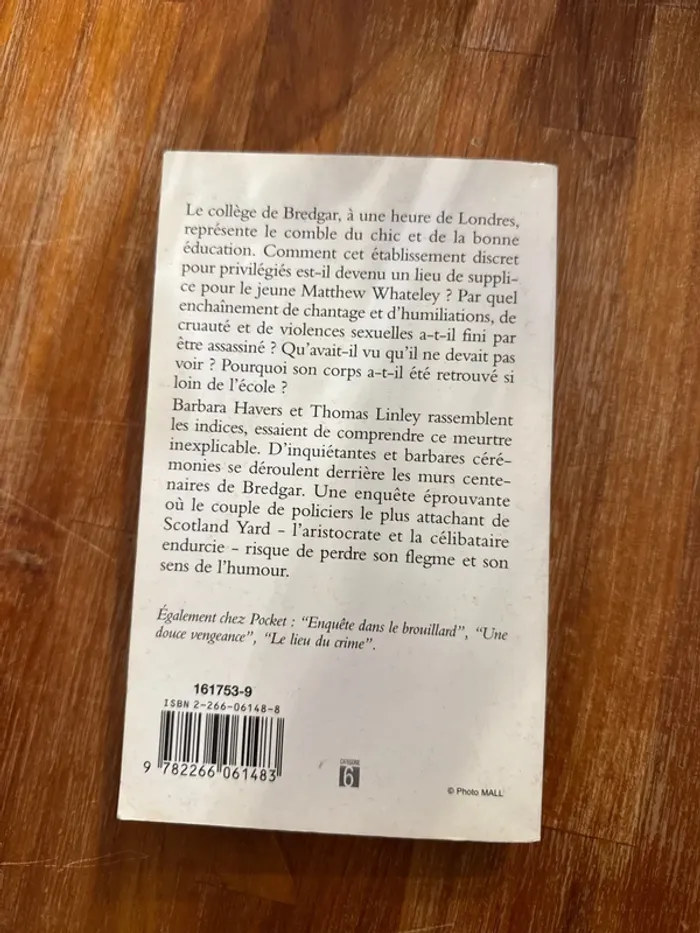 Le collège de Bredgar, à une heure de Londres,
représente le comble du chic et de la bonne
éducation. Comment cet établissement discret
pour privilégiés est-il devenu un lieu de suppli-
ce pour le jeune Matthew Whateley ? Par quel
enchaînement de chantage et d'humiliations, de
cruauté et de violences sexuelles a-t-il fini par
être assassiné ? Qu'avait-il vu qu'il ne devait pas
voir ? Pourquoi son corps a-t-il été retrouvé si
loin de l'école ?
Barbara Havers et Thomas Linley rassemblent
les indices, essaient de comprendre ce meurtre
inexplicable. D'inquiétantes et barbares céré-
monies se déroulent derrière les murs cente-
naires de Bredgar. Une enquête éprouvante
où le couple de policiers le plus attachant de
Scotland Yard - l'aristocrate et la célibataire
endurcie - risque de perdre son flegme et son
sens de l'humour.
Également chez Pocket : "Enquête dans le brouillard", "Une
douce vengeance", "Le lieu du crime".
161753-9
ISBN 2-266-06148-8
9 782266 061483
CATÉGORIE
6
© Photo MALL